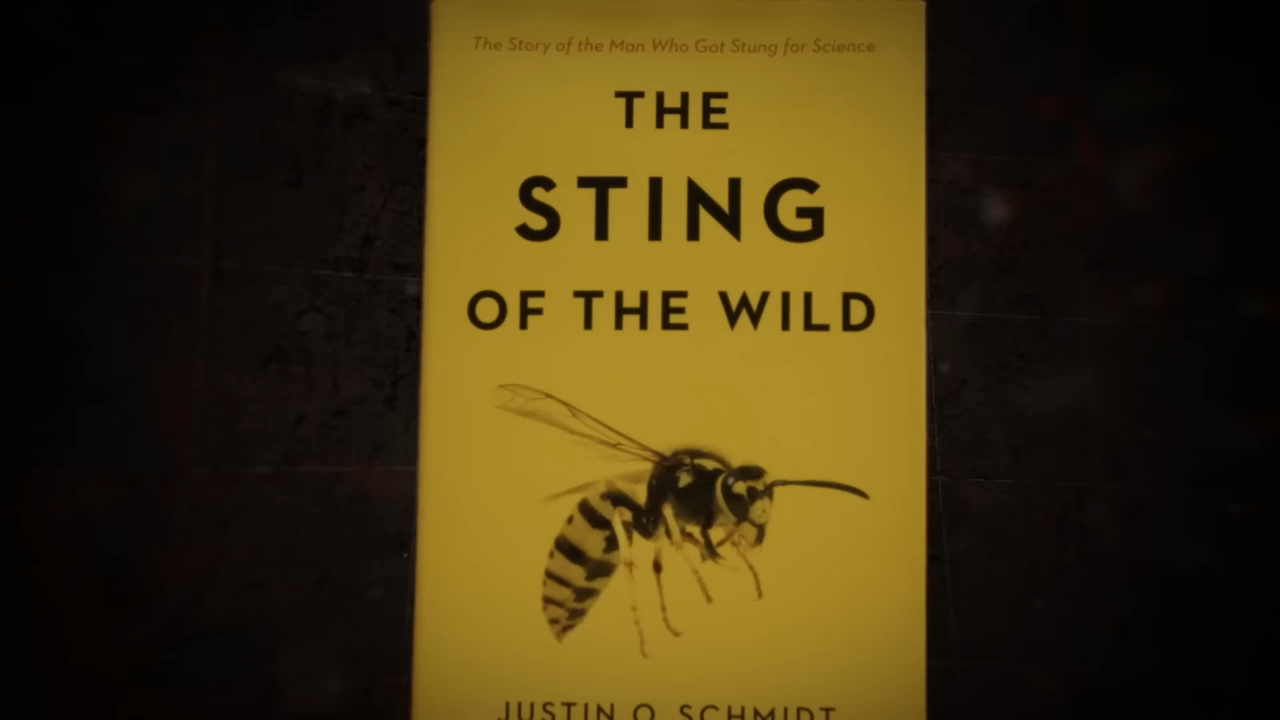 The Story of the Man Who Got Stung for Science
THE
STING
OF THE WILD
JUSTIN O. SCHMIDT